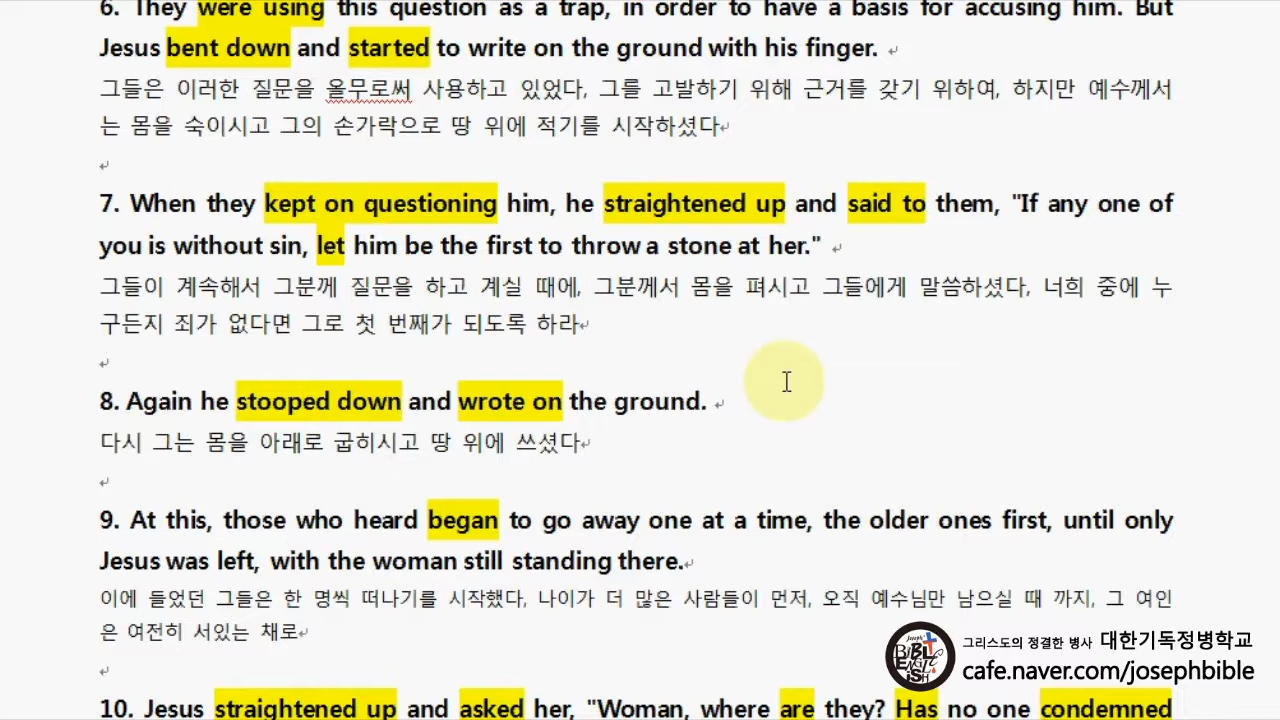 6. They were using this question as a trap, in order to have a basis for accusing him. But
Jesus bent down and started to write on the ground with his finger.
그들은 이러한 질문을 올무로써 사용하고 있었다, 그를 고발하기 위해 근거를 갖기 위하여, 하지만 예수께서
는 몸을 숙이시고 그의 손가락으로 땅 위에 적기를 시작하셨다
7. When they kept on questioning him, he straightened up and said to them, "If any one of
you is without sin, let him be the first to throw a stone at her."
그들이 계속해서 그분께 질문을 하고 계실 때에, 그분께서 몸을 펴시고 그들에게 말씀하셨다, 너희 중에 누
구든지 죄가 없다면 그로 첫 번째가 되도록 하라
8. Again he stooped down and wrote on the ground.
다시 그는 몸을 아래로 굽히시고 땅 위에 쓰셨다
9. At this, those who heard began to go away one at a time, the older ones first, until only
Jesus was left, with the woman still standing there.
이에 들었던 그들은 한 명씩 떠나기를 시작했다, 나이가 더 많은 사람들이 먼저, 오직 예수님만 남으실 때 까지, 그 여인
은 여전히 서있는 채로
10. Jesus straightened up and asked her, "Woman, where are they? Has no one condemned
Joseph's
BIBLE
ENGLISH
그리스도의 정결한 병사 대한기독정병학교
cafe.naver.com/josephbible